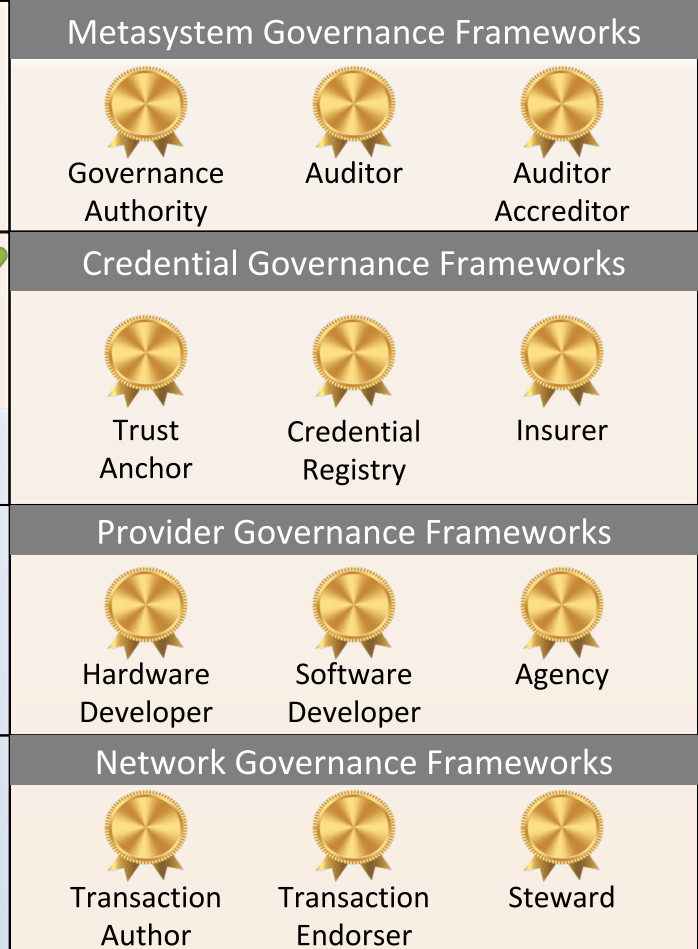 Metasystem Governance Frameworks
Governance Authority
Auditor
Auditor Accreditor
Credential Governance Frameworks
Trust Anchor
Credential Registry
Insurer
Provider Governance Frameworks
Hardware Developer
Software Developer
Agency
Network Governance Frameworks
Transaction Author
Transaction Endorser
Steward